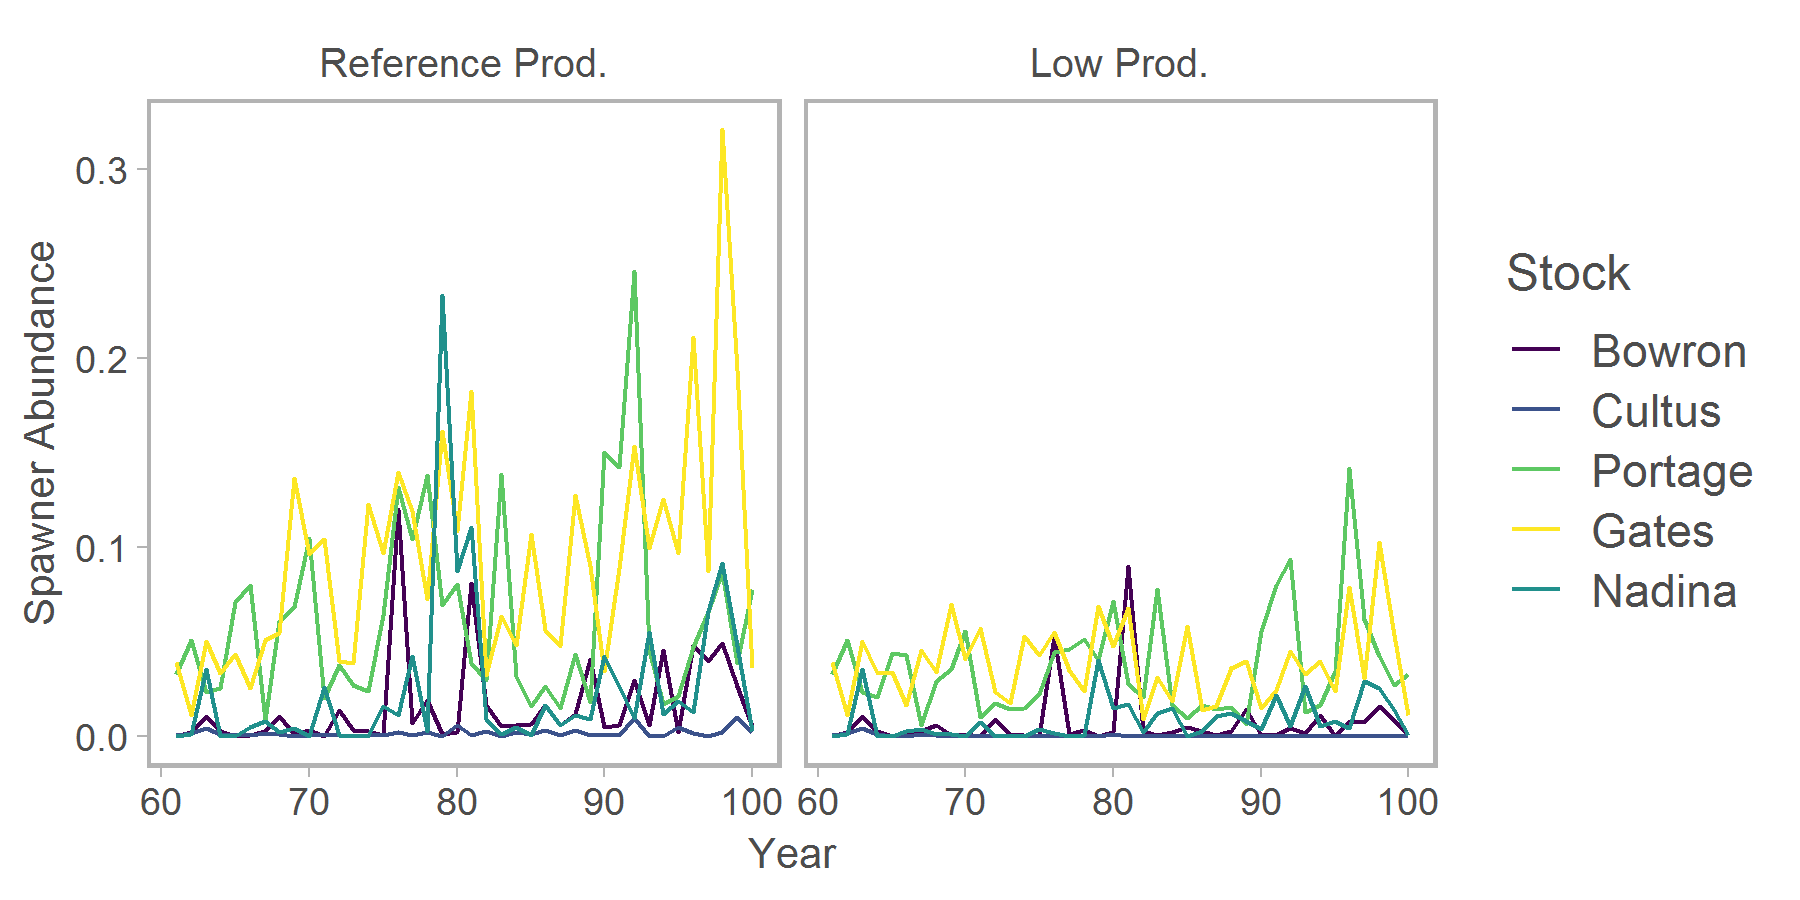 Reference Prod.
Low Prod.
Spawner Abundance
0.3
0.2
0.1
0.0
60 70 80 90 100
60 70 80 90 100
Year
Stock
Bowron
Cultus
Portage
Gates
Nadina